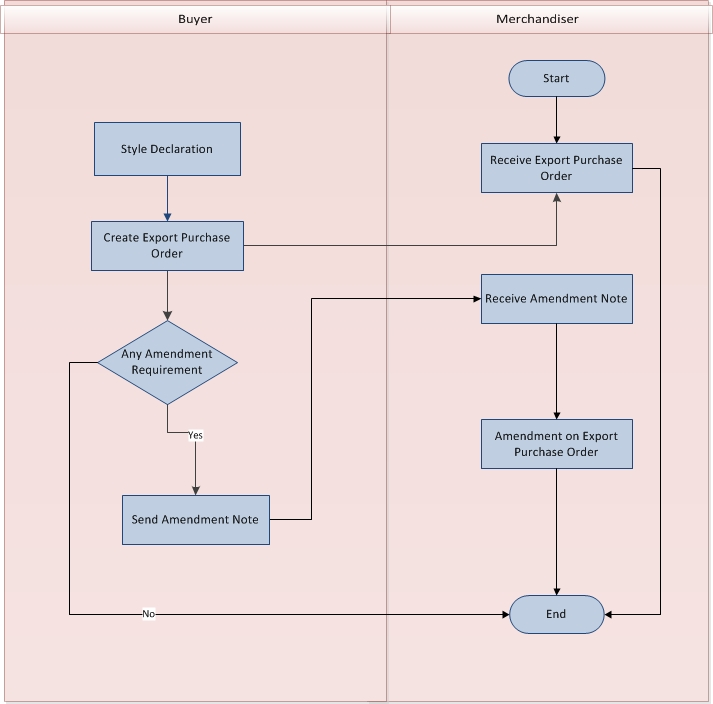 Buyer
Merchandiser
Start
Style Declaration
Receive Export Purchase
Order
Create Export Purchase
Order
Receive Amendment Note
Any Amendment
Requirement
Yes
Amendment on Export
Purchase Order
Send Amendment Note
No
End